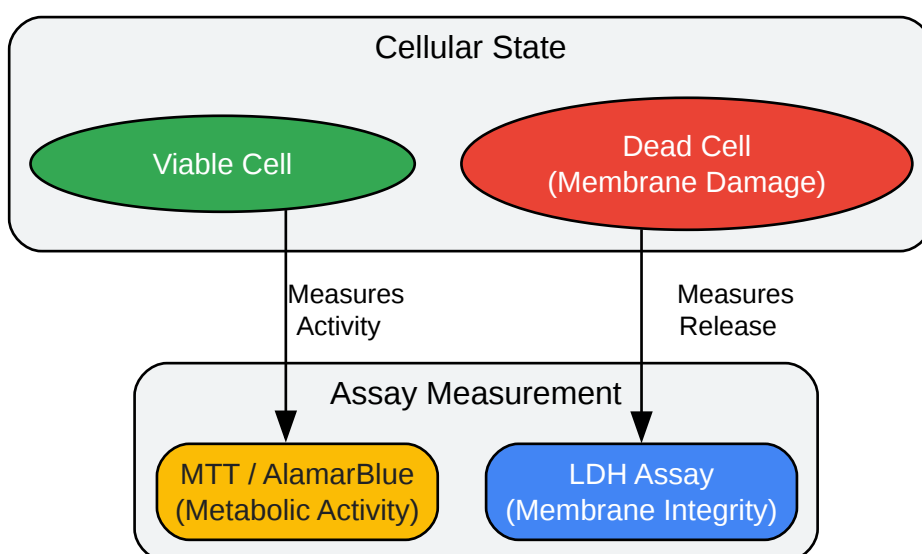 Cellular State
Viable Cell
Dead Cell
(Membrane Damage)
Measures
Activity
Measures
Release
Assay Measurement
MTT / AlamarBlue
(Metabolic Activity)
LDH Assay
(Membrane Integrity)